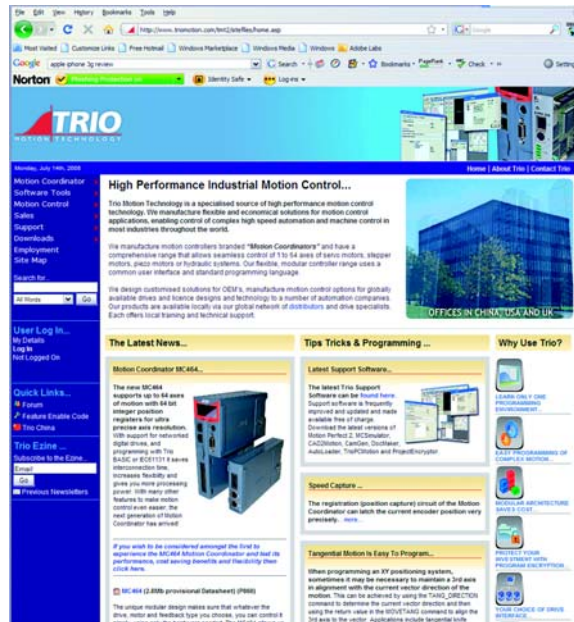 File Edit View History Bookmarks Tools Help
http://www.triomotion.com/tmt2/sitefiles/home.asp
Most Visited Customize Links Free Hotmail Windows Marketplace Windows Media Windows Adobe Labs
Google apple iphone 3g review Search Bookmarks PageRank Check
Norton Phishing Protection on Identity Safe Log-ins
TRIO
MOTION TECHNOLOGY
Monday, July 14th, 2008
Home | About Trio | Contact Trio
Motion Coordinator
Software Tools
Motion Control
Sales
Support
Downloads
Employment
Site Map
Search for...
All Words Go
User Log In...
My Details
Log In
Not Logged On
Quick Links...
Forum
Feature Enable Code
Trio China
Trio Ezine ...
Subscribe to the Ezine...
Email
Go
Previous Newsletters
High Performance Industrial Motion Control...
Trio Motion Technology is a specialised source of high performance motion control
technology. We manufacture flexible and economical solutions for motion control
applications, enabling control of complex high speed automation and machine control in
most industries throughout the world.
We manufacture motion controllers branded "Motion Coordinators" and have a
comprehensive range that allows seamless control of 1 to 64 axes of servo motors, stepper
motors, piezo motors or hydraulic systems. Our flexible, modular controller range uses a
common user interface and standard programming language.
We design customised solutions for OEM's, manufacture motion control options for globally
available drives and licence designs and technology to a number of automation companies.
Our products are available locally via our global network of distributors and drive specialists.
Each offers local training and technical support.
OFFICES IN CHINA, USA AND UK
The Latest News...
Motion Coordinator MC464...
The new MC464
supports up to 64 axes
of motion with 64 bit
integer position
registers for ultra
precise axis resolution.
With support for networked
digital drives, and
programming with Trio
BASIC or IEC61131-3 saves
interconnection time,
increases flexibility and
gives you more processing
power. With many other
features to make motion
control even easier, the
next generation of Motion
Coordinator has arrived!
If you wish to be considered amongst the first to
experience the MC464 Motion Coordinator and had its
performance, cost saving benefits and flexibility then
click here.
MC464 (2.8Mb provisional Datasheet) (P860)
The unique modular design makes sure that whatever the
drive, motor and feedback type you choose, you can control it
Tips Tricks & Programming ...
Latest Support Software...
The latest Trio Support
Software can be found here.
Support software is frequently
improved and updated and made
available free of charge.
Download the latest versions of
Motion Perfect 2, MCSimulator,
CAD2Motion, CamGen, DocMaker,
AutoLoader, TrioPCMotion and ProjectEncryptor.
Speed Capture ...
The registration (position capture) circuit of the Motion
Coordinator can latch the current encoder position very
precisely... more...
Tangential Motion Is Easy To Program...
When programming an XY positioning system,
sometimes it may be necessary to maintain a 3rd axis
in alignment with the current vector direction of the
motion. This can be achieved by using the TANG_DIRECTION
command to determine the current vector direction and then
using the return value in the MOVETANG command to align the
3rd axis to the vector. Applications include tangential knife
Why Use Trio?
LEARN ONLY ONE
PROGRAMMING
ENVIRONMENT...
EASY PROGRAMMING OF
COMPLEX MOTION...
MODULAR ARCHITECTURE
SAVES COST...
PROTECT YOUR
INVESTMENT WITH
PROGRAM ENCRYPTION...
YOUR CHOICE OF DRIVE
INTERFACE...